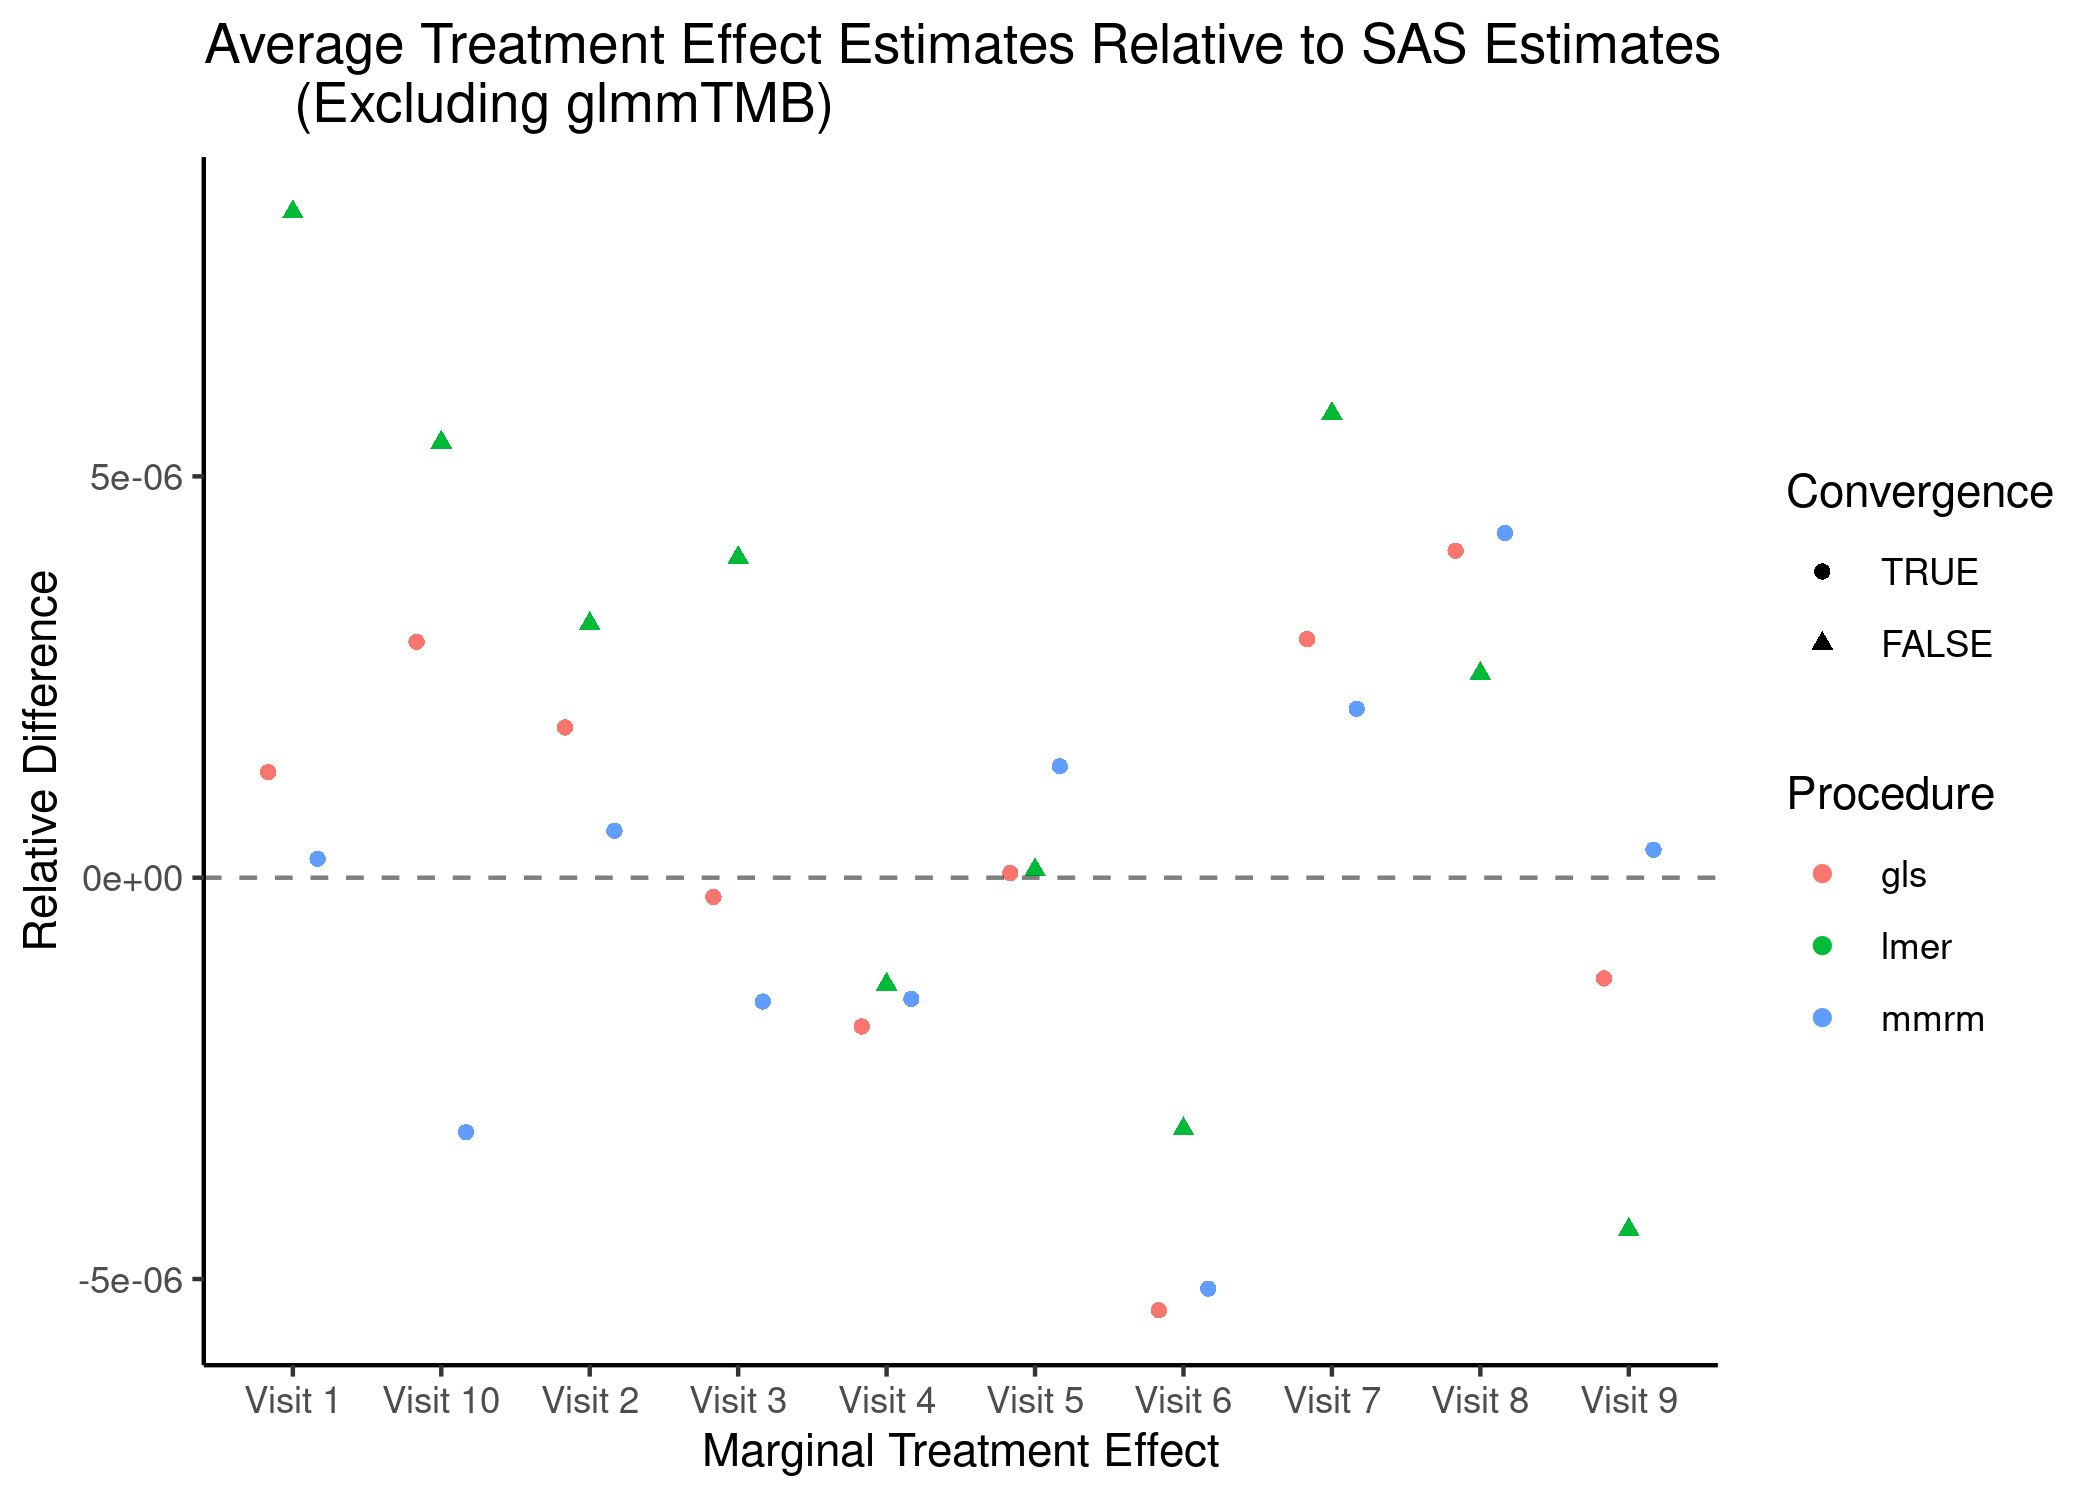 Average Treatment Effect Estimates Relative to SAS Estimates
(Excluding glmmTMB)
Relative Difference
5e-06
0e+00
-5e-06
Visit 1
Visit 10
Visit 2
Visit 3
Visit 4
Visit 5
Visit 6
Visit 7
Visit 8
Visit 9
Marginal Treatment Effect
Convergence
TRUE
FALSE
Procedure
gls
lmer
mmrm